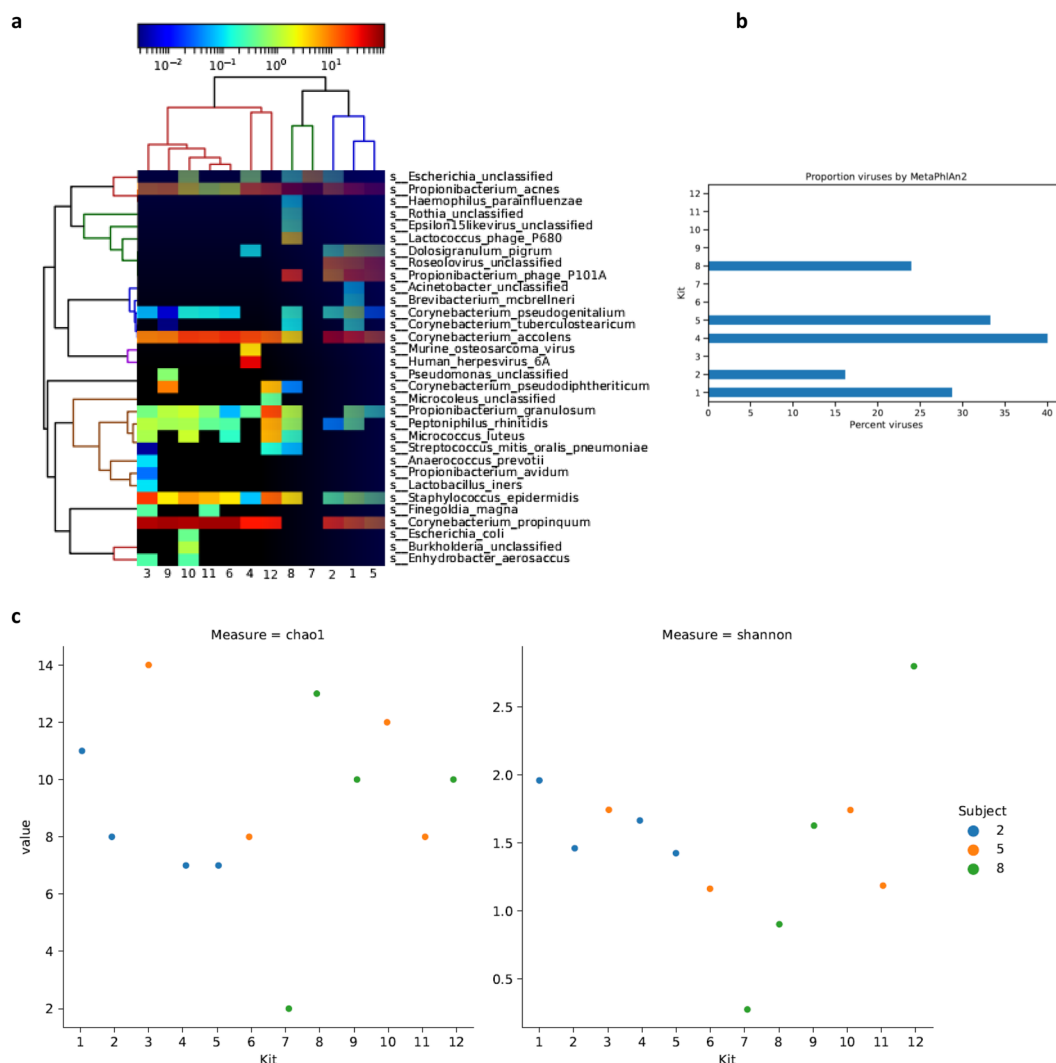 a
b
10⁻² 10⁻¹ 10⁰ 10¹
s__Escherichia_unclassified
s__Propionibacterium_acnes
s__Haemophilus_parainfluenzae
s__Rothia_unclassified
s__Epsilon15likevirus_unclassified
s__Lactococcus_phage_P680
s__Dolosigranulum_pigrum
s__Roseolovirus_unclassified
s__Propionibacterium_phage_P101A
s__Acinetobacter_unclassified
s__Brevibacterium_mcbrellneri
s__Corynebacterium_pseudogenitalium
s__Corynebacterium_tuberculostearicum
s__Corynebacterium_accolens
s__Murine_osteosarcoma_virus
s__Human_herpesvirus_6A
s__Pseudomonas_unclassified
s__Corynebacterium_pseudodiphtheriticum
s__Microcoleus_unclassified
s__Propionibacterium_granulosum
s__Peptoniphilus_rhinitidis
s__Micrococcus_luteus
s__Streptococcus_mitis_oralis_pneumoniae
s__Anaerococcus_prevotii
s__Propionibacterium_avidum
s__Lactobacillus_iners
s__Staphylococcus_epidermidis
s__Finegoldia_magna
s__Corynebacterium_propinquum
s__Escherichia_coli
s__Burkholderia_unclassified
s__Enhydrobacter_aerosaccus
3 9 10 11 6 4 12 8 7 2 1 5
Proportion viruses by MetaPhlAn2
12
11
10
9
8
7
6
5
4
3
2
1
Kit
0 5 10 15 20 25 30 35 40
Percent viruses
c
Measure = chao1
14
12
10
8
6
4
2
value
1 2 3 4 5 6 7 8 9 10 11 12
Kit
Measure = shannon
2.5
2.0
1.5
1.0
0.5
1 2 3 4 5 6 7 8 9 10 11 12
Kit
Subject
2
5
8